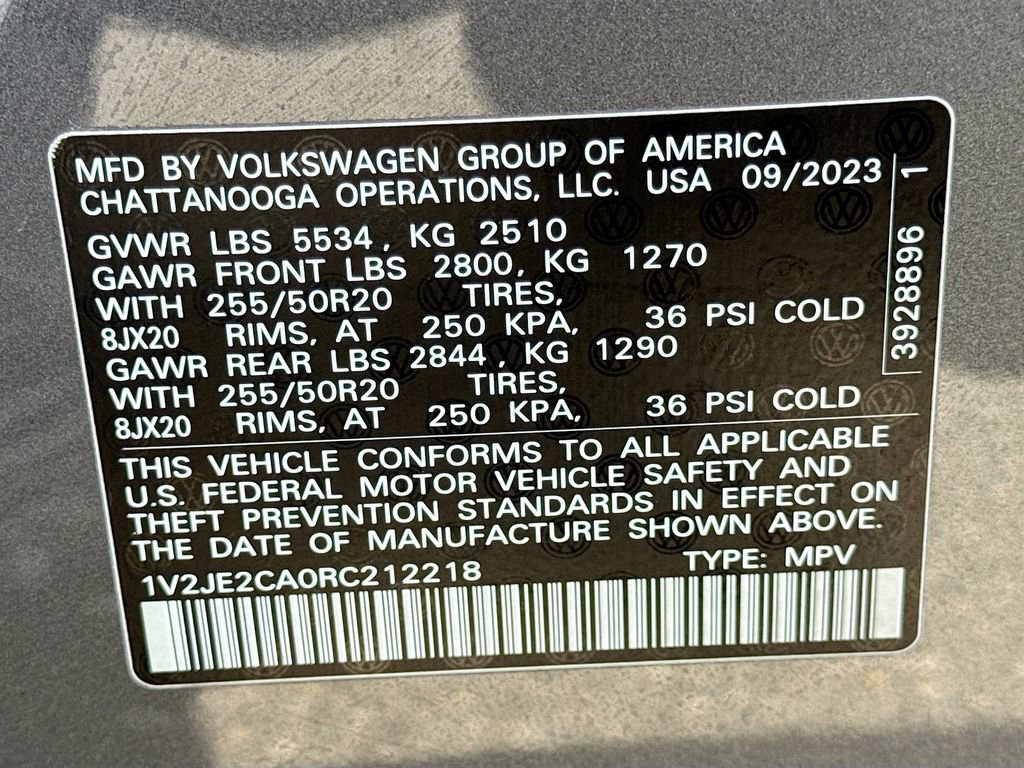 MFD BY VOLKSWAGEN GROUP OF AMERICA
CHATTANOOGA OPERATIONS, LLC. USA 09/2023
GVWR LBS 5534, KG 2510
GAWR FRONT LBS 2800, KG 1270
WITH 255/50R20 TIRES,
8JX20 RIMS, AT 250 KPA, 36 PSI COLD
GAWR REAR LBS 2844, KG 1290
WITH 255/50R20 TIRES,
8JX20 RIMS, AT 250 KPA, 36 PSI COLD
THIS VEHICLE CONFORMS TO ALL APPLICABLE
U.S. FEDERAL MOTOR VEHICLE SAFETY AND
THEFT PREVENTION STANDARDS IN EFFECT ON
THE DATE OF MANUFACTURE SHOWN ABOVE.
1V2JE2CA0RC212218 TYPE: MPV
3928896 1